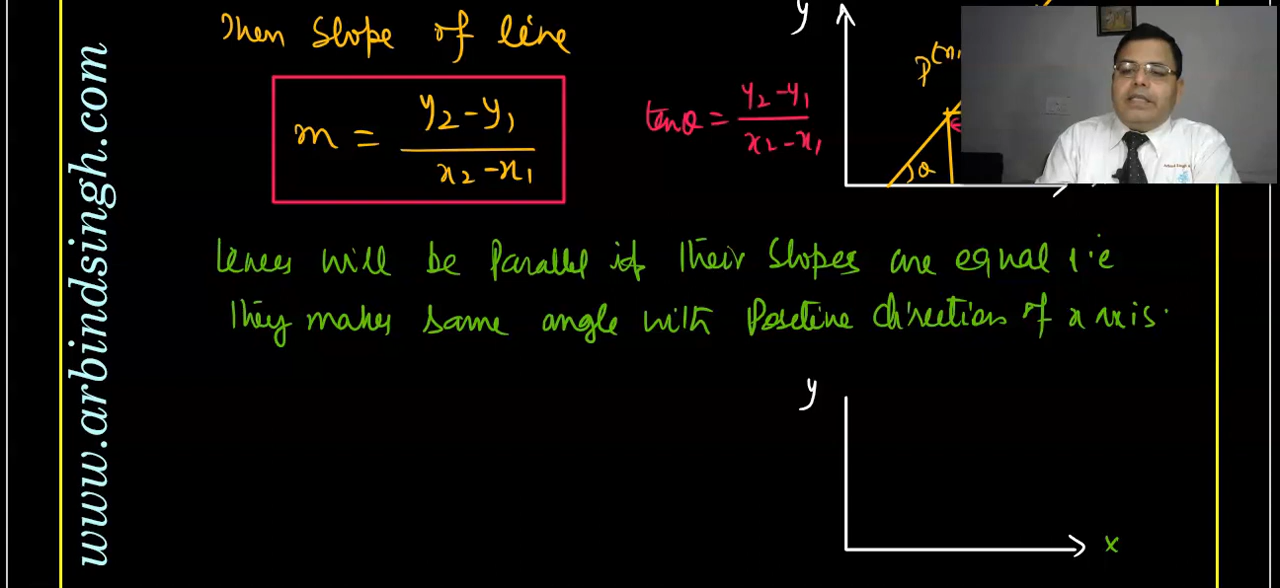 Then slope of line
y
m = y2-y1 / x2-x1
tanθ = y2-y1 / x2-x1
θ
Lines will be Parallel if Their slopes are equal i.e
They makes same angle with Positive direction of x axis.
y
x
www.arbindsingh.com